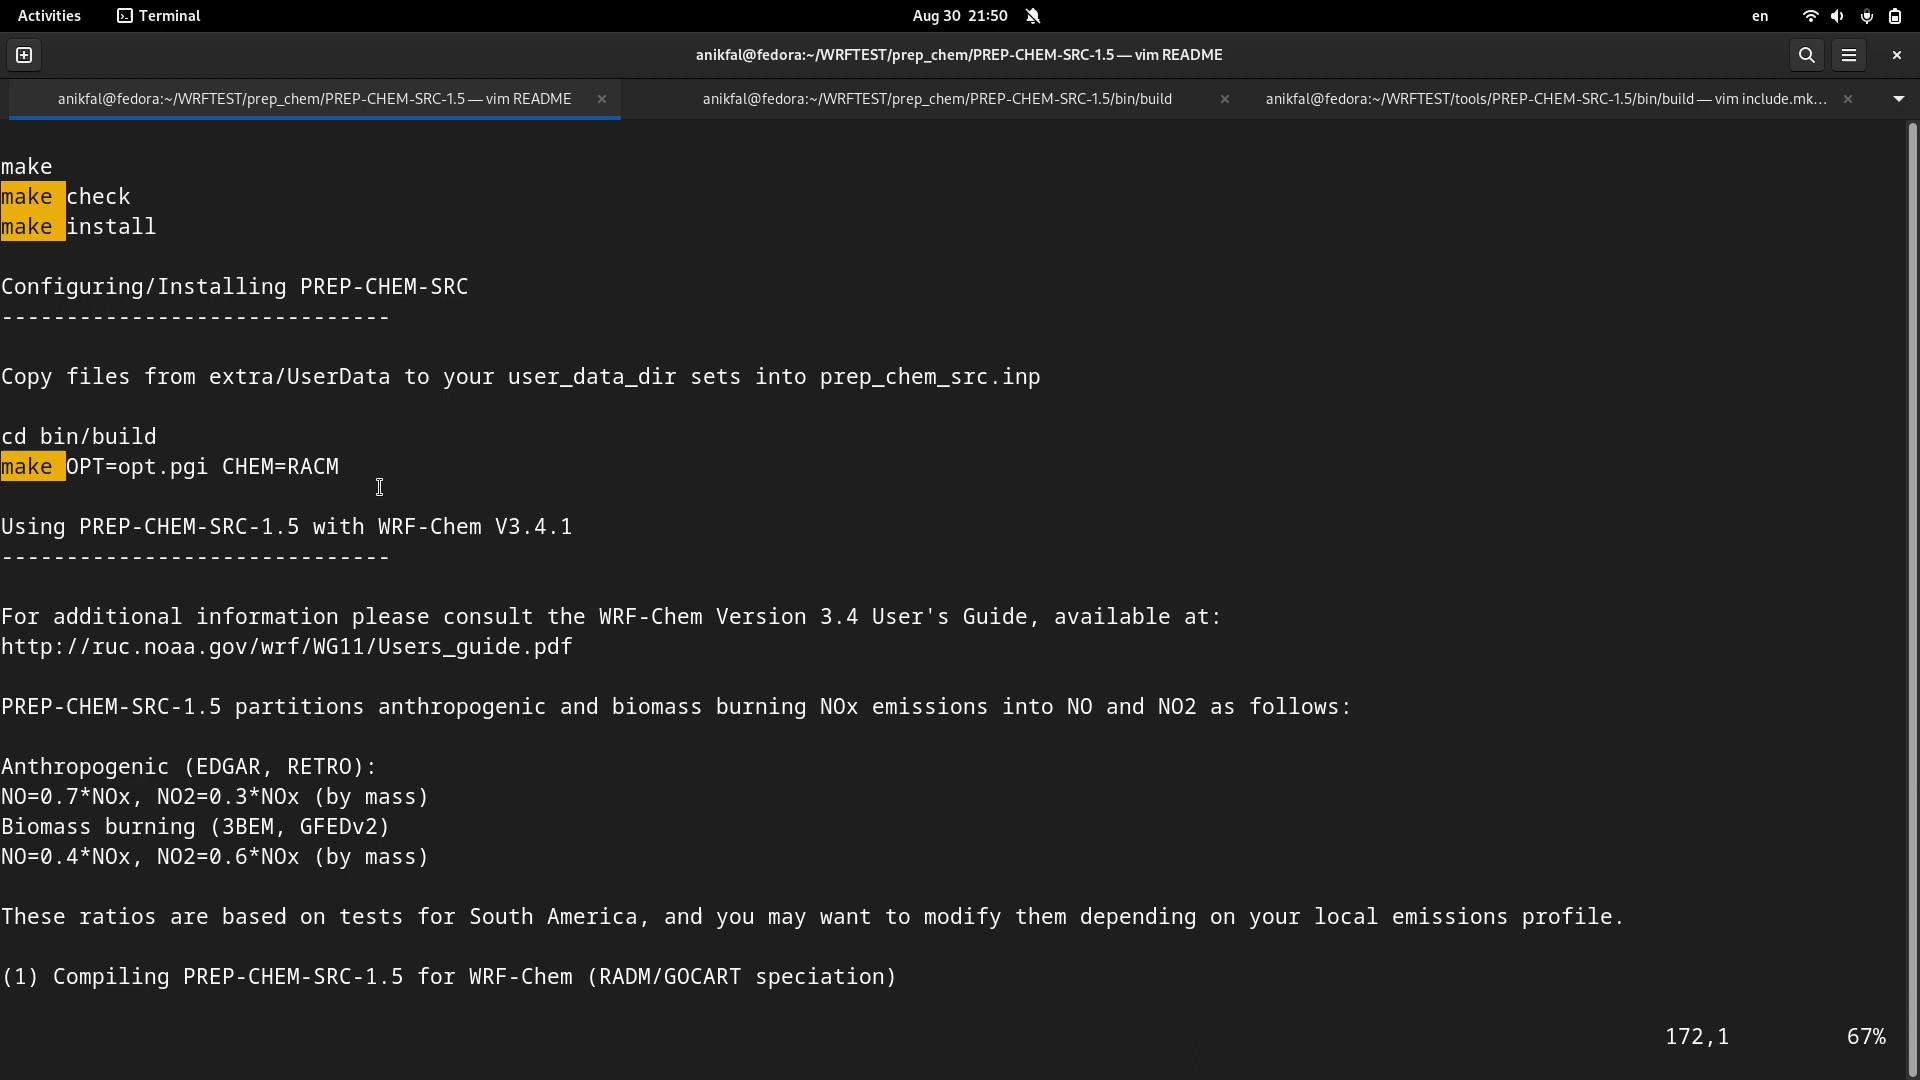 Activities
Terminal
Aug 30 21:50
en
anikfal@fedora:~/WRFTEST/prep_chem/PREP-CHEM-SRC-1.5 — vim README
anikfal@fedora:~/WRFTEST/prep_chem/PREP-CHEM-SRC-1.5 — vim README
anikfal@fedora:~/WRFTEST/prep_chem/PREP-CHEM-SRC-1.5/bin/build
anikfal@fedora:~/WRFTEST/tools/PREP-CHEM-SRC-1.5/bin/build — vim include.mk…
make
make check
make install
Configuring/Installing PREP-CHEM-SRC
------------------------------
Copy files from extra/UserData to your user_data_dir sets into prep_chem_src.inp
cd bin/build
make OPT=opt.pgi CHEM=RACM
Using PREP-CHEM-SRC-1.5 with WRF-Chem V3.4.1
------------------------------
For additional information please consult the WRF-Chem Version 3.4 User's Guide, available at:
http://ruc.noaa.gov/wrf/WG11/Users_guide.pdf
PREP-CHEM-SRC-1.5 partitions anthropogenic and biomass burning NOx emissions into NO and NO2 as follows:
Anthropogenic (EDGAR, RETRO):
NO=0.7*NOx, NO2=0.3*NOx (by mass)
Biomass burning (3BEM, GFEDv2)
NO=0.4*NOx, NO2=0.6*NOx (by mass)
These ratios are based on tests for South America, and you may want to modify them depending on your local emissions profile.
(1) Compiling PREP-CHEM-SRC-1.5 for WRF-Chem (RADM/GOCART speciation)
172,1 67%